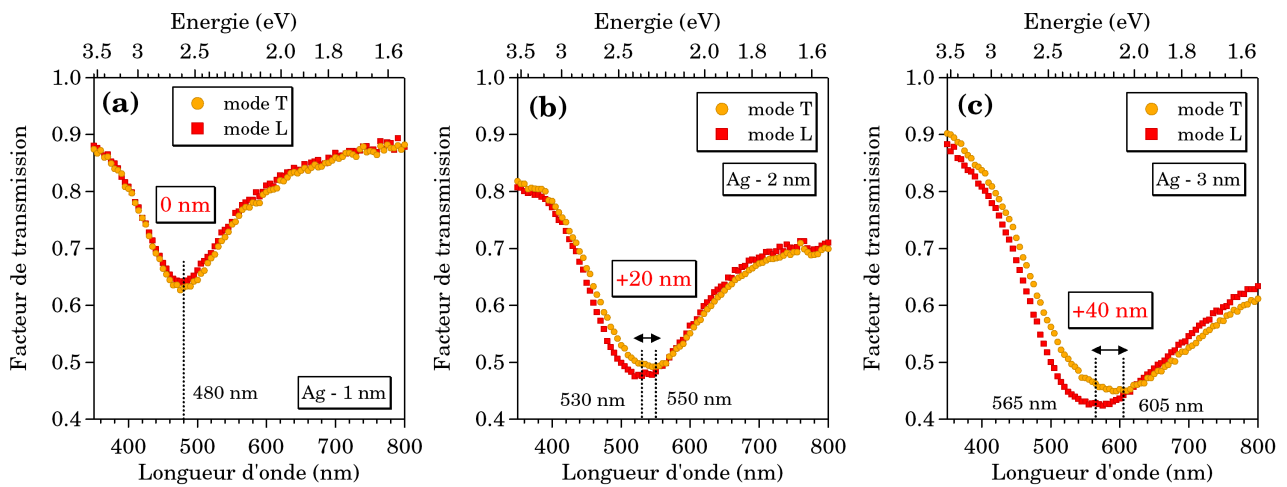 Energie (eV)
3.5 3 2.5 2.0 1.8 1.6
1.0
0.9
0.8
0.7
0.6
0.5
0.4
Facteur de transmission
(a)
mode T
mode L
0 nm
480 nm
Ag - 1 nm
400 500 600 700 800
Longueur d'onde (nm)
Energie (eV)
3.5 3 2.5 2.0 1.8 1.6
1.0
0.9
0.8
0.7
0.6
0.5
0.4
Facteur de transmission
(b)
mode T
mode L
Ag - 2 nm
+20 nm
530 nm 550 nm
400 500 600 700 800
Longueur d'onde (nm)
Energie (eV)
3.5 3 2.5 2.0 1.8 1.6
1.0
0.9
0.8
0.7
0.6
0.5
0.4
Facteur de transmission
(c)
mode T
mode L
Ag - 3 nm
+40 nm
565 nm 605 nm
400 500 600 700 800
Longueur d'onde (nm)